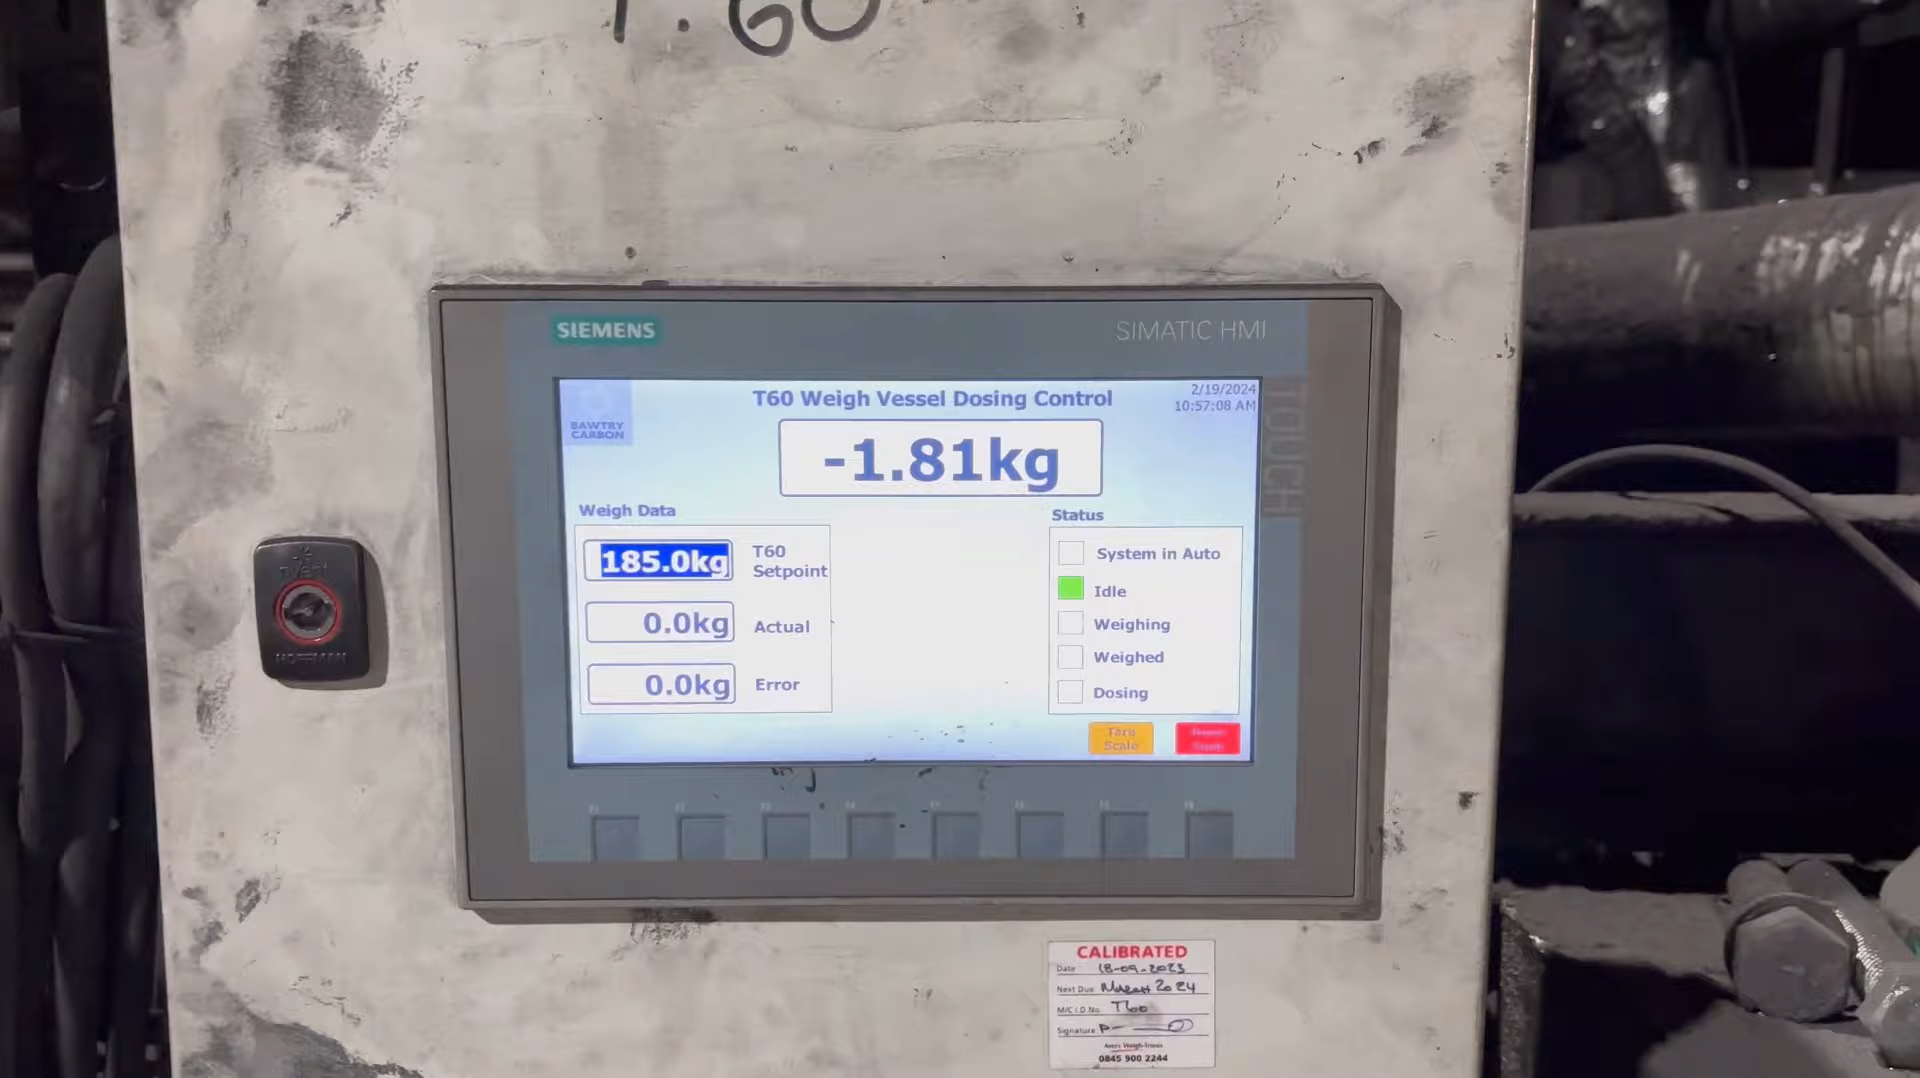 T.60
SIEMENS
SIMATIC HMI
TOUCH
T60 Weigh Vessel Dosing Control
2/19/2024
10:57:08 AM
BAWTRY
CARBON
-1.81kg
Weigh Data
185.0kg
T60
Setpoint
0.0kg
Actual
0.0kg
Error
Status
System in Auto
Idle
Weighing
Weighed
Dosing
Tare
Scale
HOFFMAN
CALIBRATED
Date 18-09-2023
Next Due March 2024
M/C I.D.No. T60
Signature
Avery Weigh-Tronix
0845 900 2244